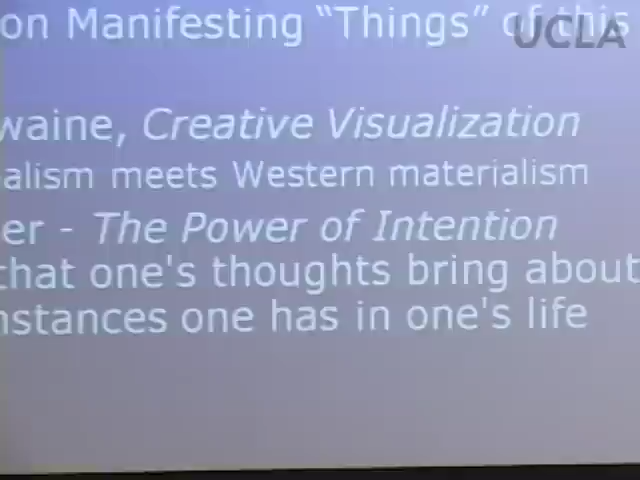 on Manifesting “Things” of this
UCLA
waine, Creative Visualization
alism meets Western materialism
er - The Power of Intention
that one's thoughts bring about
nstances one has in one's life